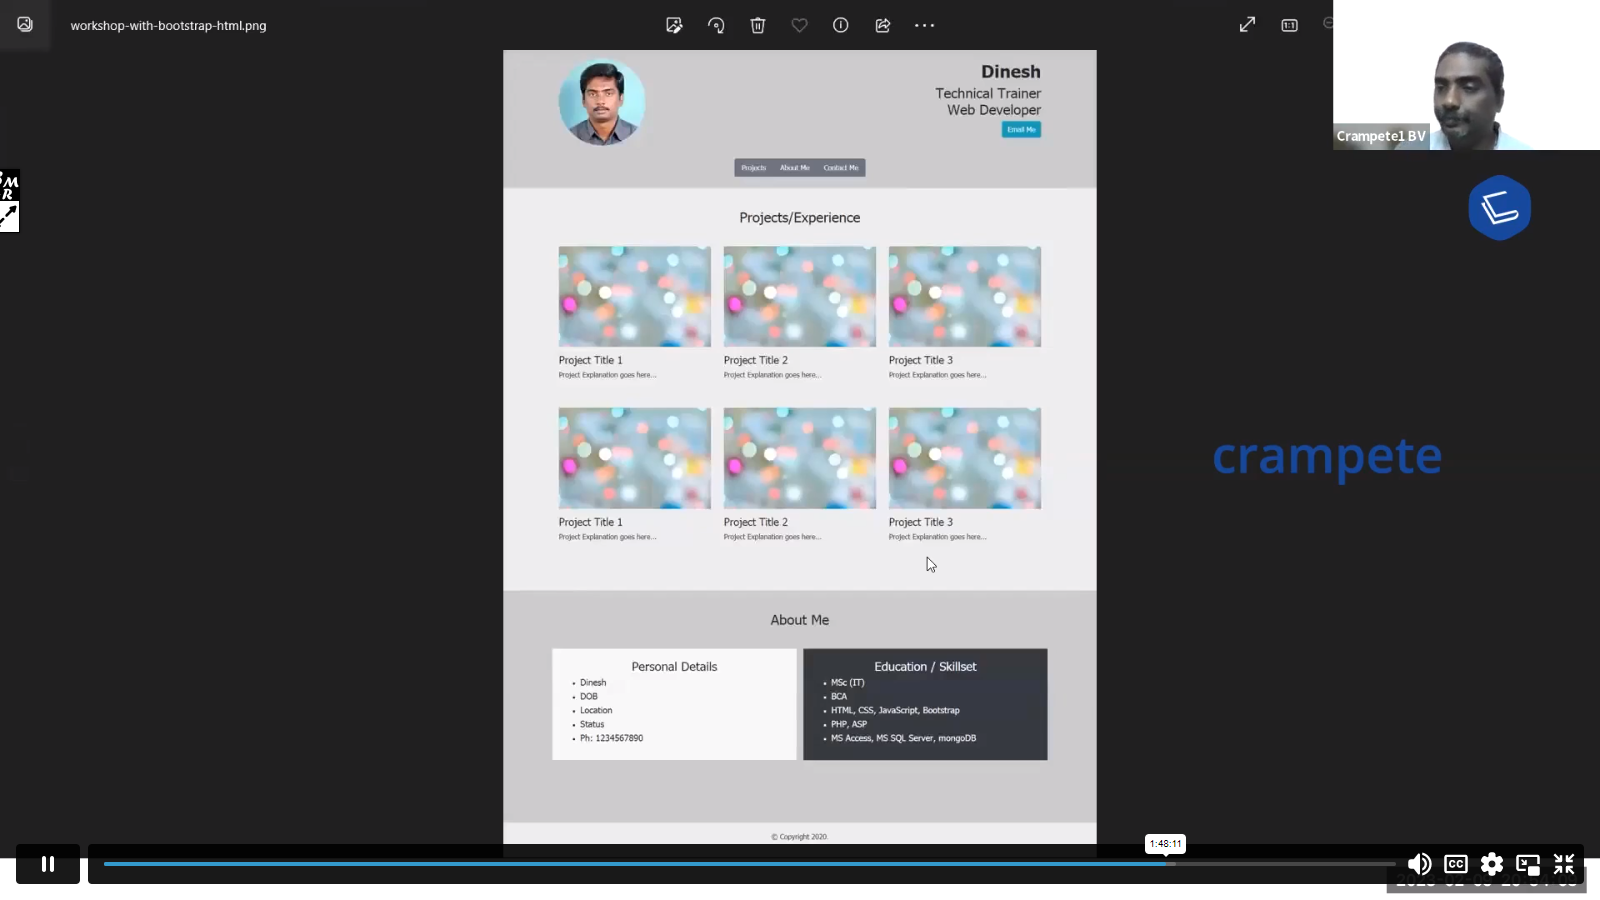 workshop-with-bootstrap-html.png
1:1
Crampete1 BV
Dinesh
Technical Trainer
Web Developer
Email Me
Projects About Me Contact Me
M
R
Projects/Experience
Project Title 1 Project Title 2 Project Title 3
Project Explanation goes here... Project Explanation goes here... Project Explanation goes here...
crampete
Project Title 1 Project Title 2 Project Title 3
Project Explanation goes here... Project Explanation goes here... Project Explanation goes here...
About Me
Personal Details
• Dinesh
• DOB
• Location
• Status
• Ph: 1234567890
Education / Skillset
• MSc (IT)
• BCA
• HTML, CSS, JavaScript, Bootstrap
• PHP, ASP
• MS Access, MS SQL Server, mongoDB
© Copyright 2020.
1:48:11
CC